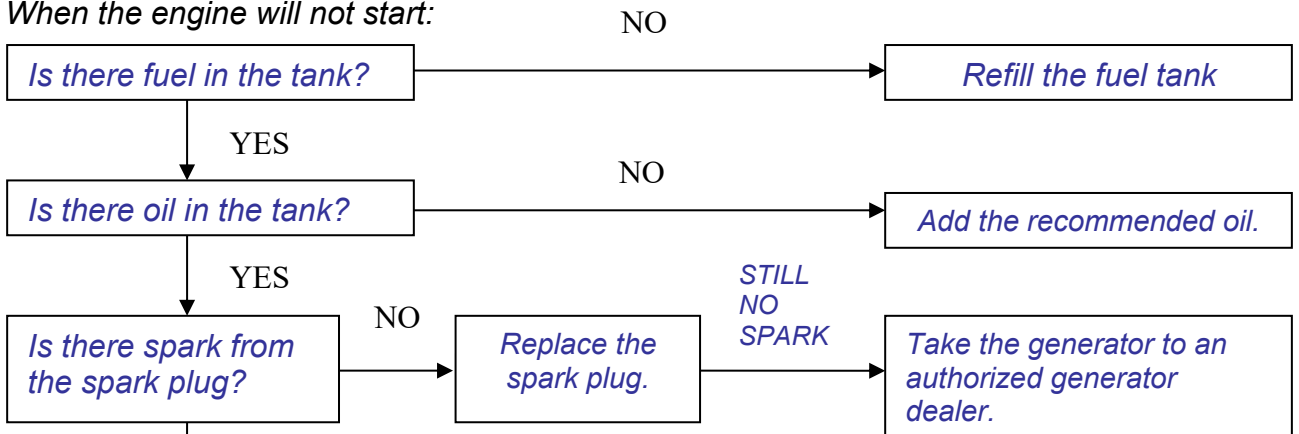 When the engine will not start:
NO
Is there fuel in the tank?
Refill the fuel tank
YES
NO
Is there oil in the tank?
Add the recommended oil.
YES
STILL
NO
SPARK
NO
Is there spark from
the spark plug?
Replace the
spark plug.
Take the generator to an
authorized generator
dealer.